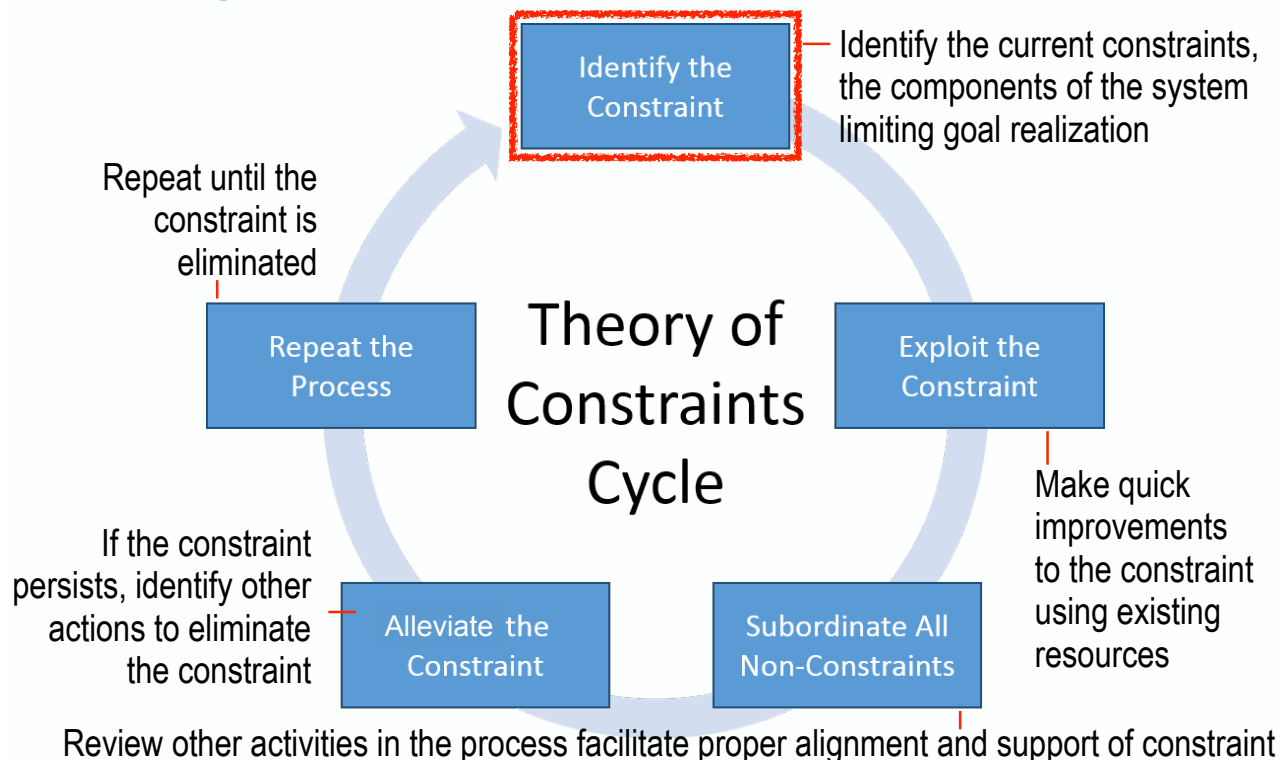 Identify the
Constraint
Identify the current constraints,
the components of the system
limiting goal realization
Repeat until the
constraint is
eliminated
Repeat the
Process
Theory of
Constraints
Cycle
Exploit the
Constraint
Make quick
improvements
to the constraint
using existing
resources
If the constraint
persists, identify other
actions to eliminate
the constraint
Alleviate the
Constraint
Subordinate All
Non-Constraints
Review other activities in the process facilitate proper alignment and support of constraint